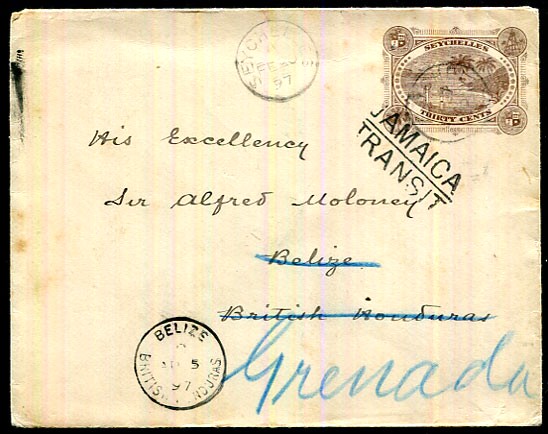 SEYCHELLES
97
SEYCHELLES
THIRTY CENTS
JAMAICA
TRANSIT
His Excellency
Sir Alfred Moloney
Belize
British Honduras
Grenada
BELIZE
5
97
BRITISH HONDURAS